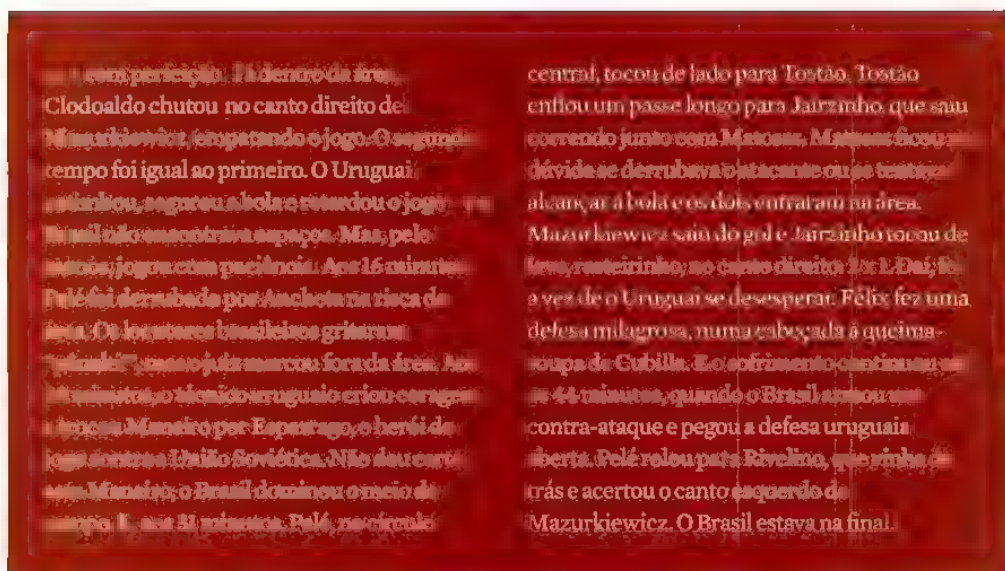 com perfeição. Já dentro da área,
Clodoaldo chutou no canto direito de
Mazurkiewicz, empatando o jogo. O segundo
tempo foi igual ao primeiro. O Uruguai
segurou a bola e retardou o jogo
Brasil não encontrava espaços. Mas, pelo
menos, jogou com paciência. Aos 16 minutos,
Pelé foi derrubado por Ancheta na risca da
área. Os locutores brasileiros gritaram
o juiz marcou fora da área.
minutos, o técnico uruguaio criou coragem
Maneiro por Esparrago, o herói do
jogo contra a União Soviética. Não deu certo.
Sem Maneiro, o Brasil dominou o meio de
campo. E, aos 31 minutos, Pelé, no círculo
central, tocou de lado para Tostão. Tostão
enfiou um passe longo para Jairzinho, que saiu
correndo junto com Matosas. Matosas ficou
dúvida se derrubava o atacante ou se tentava
alcançar a bola e os dois entraram na área.
Mazurkiewicz saiu do gol e Jairzinho tocou de
leve, rasteirinho, no canto direito: 2 a 1. Daí, foi
a vez de o Uruguai se desesperar. Félix fez uma
defesa milagrosa, numa cabeçada à queima-
roupa de Cubilla. E o sofrimento continuou
os 44 minutos, quando o Brasil armou um
contra-ataque e pegou a defesa uruguaia
aberta. Pelé rolou para Rivelino, que vinha de
trás e acertou o canto esquerdo de
Mazurkiewicz. O Brasil estava na final.